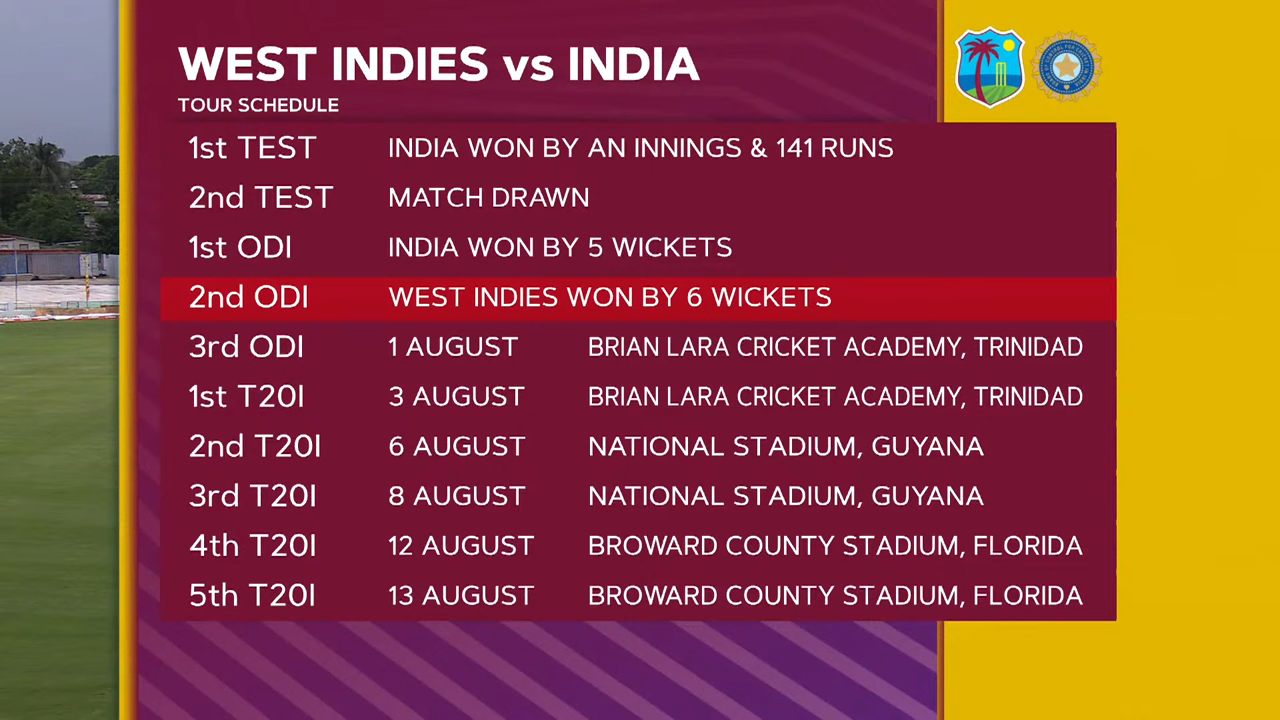 WEST INDIES vs INDIA
TOUR SCHEDULE
1st TEST INDIA WON BY AN INNINGS & 141 RUNS
2nd TEST MATCH DRAWN
1st ODI INDIA WON BY 5 WICKETS
2nd ODI WEST INDIES WON BY 6 WICKETS
3rd ODI 1 AUGUST BRIAN LARA CRICKET ACADEMY, TRINIDAD
1st T20I 3 AUGUST BRIAN LARA CRICKET ACADEMY, TRINIDAD
2nd T20I 6 AUGUST NATIONAL STADIUM, GUYANA
3rd T20I 8 AUGUST NATIONAL STADIUM, GUYANA
4th T20I 12 AUGUST BROWARD COUNTY STADIUM, FLORIDA
5th T20I 13 AUGUST BROWARD COUNTY STADIUM, FLORIDA